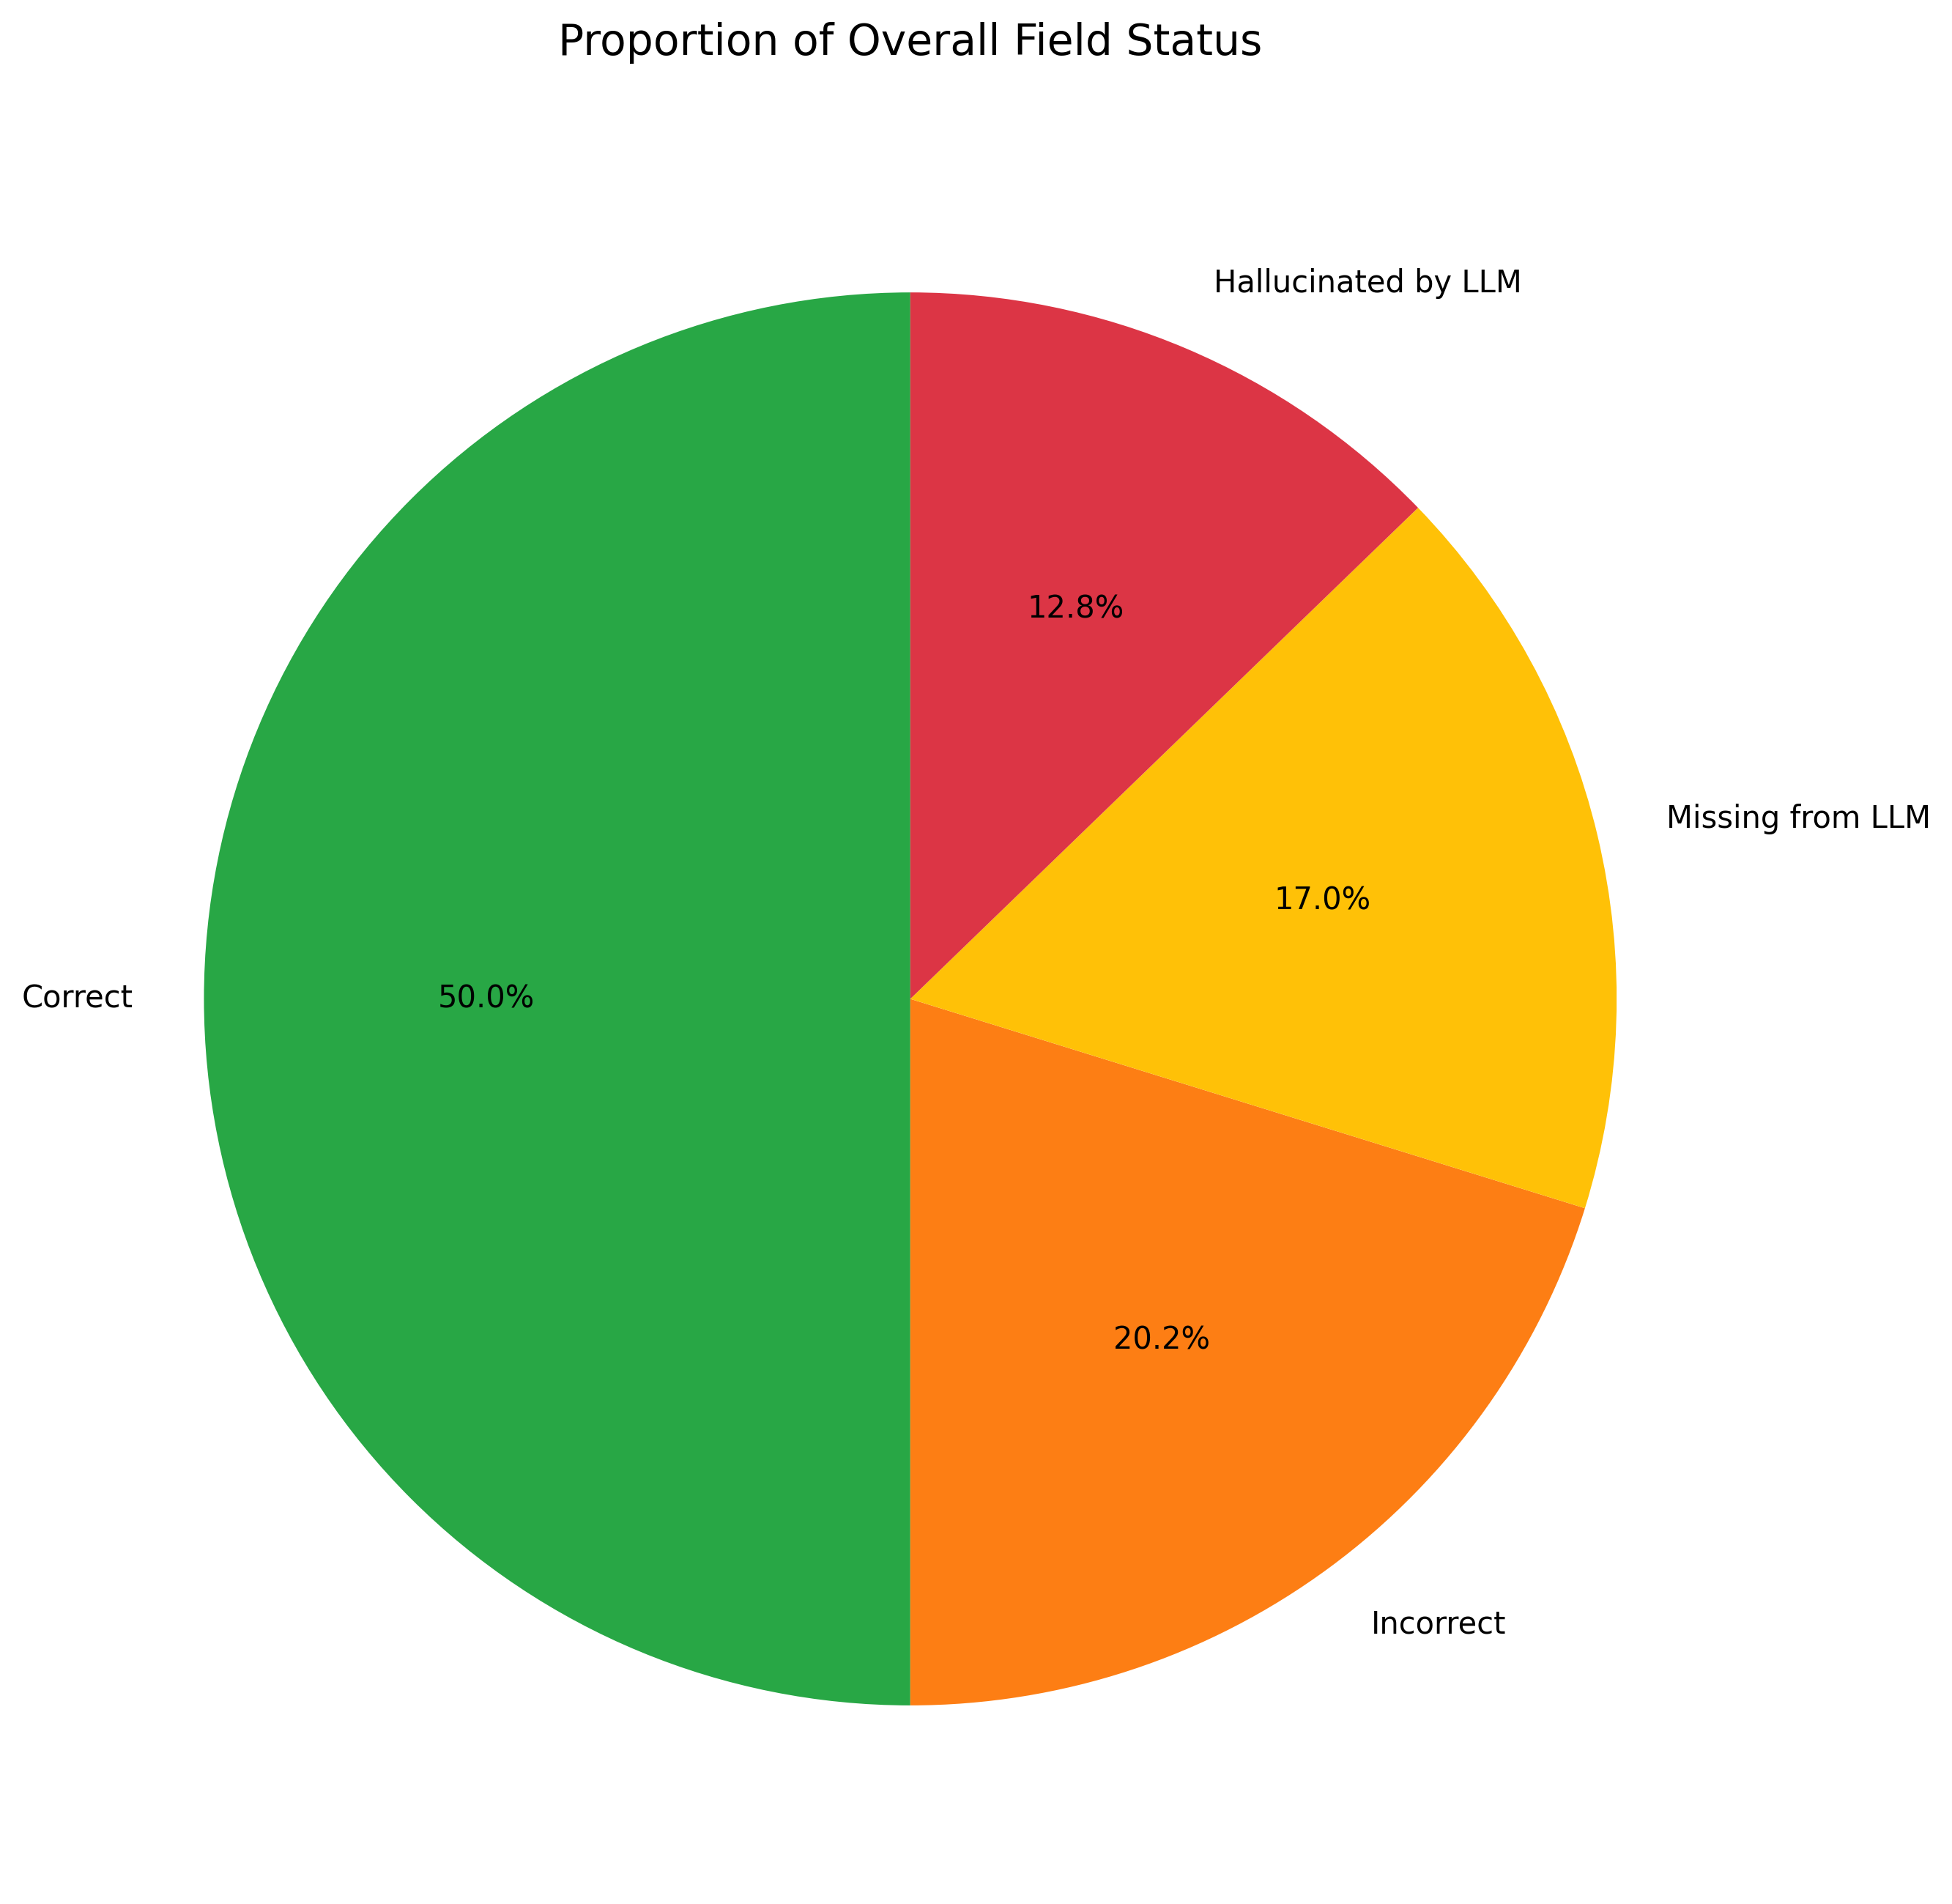 Proportion of Overall Field Status
Hallucinated by LLM
12.8%
Missing from LLM
17.0%
Correct
50.0%
20.2%
Incorrect